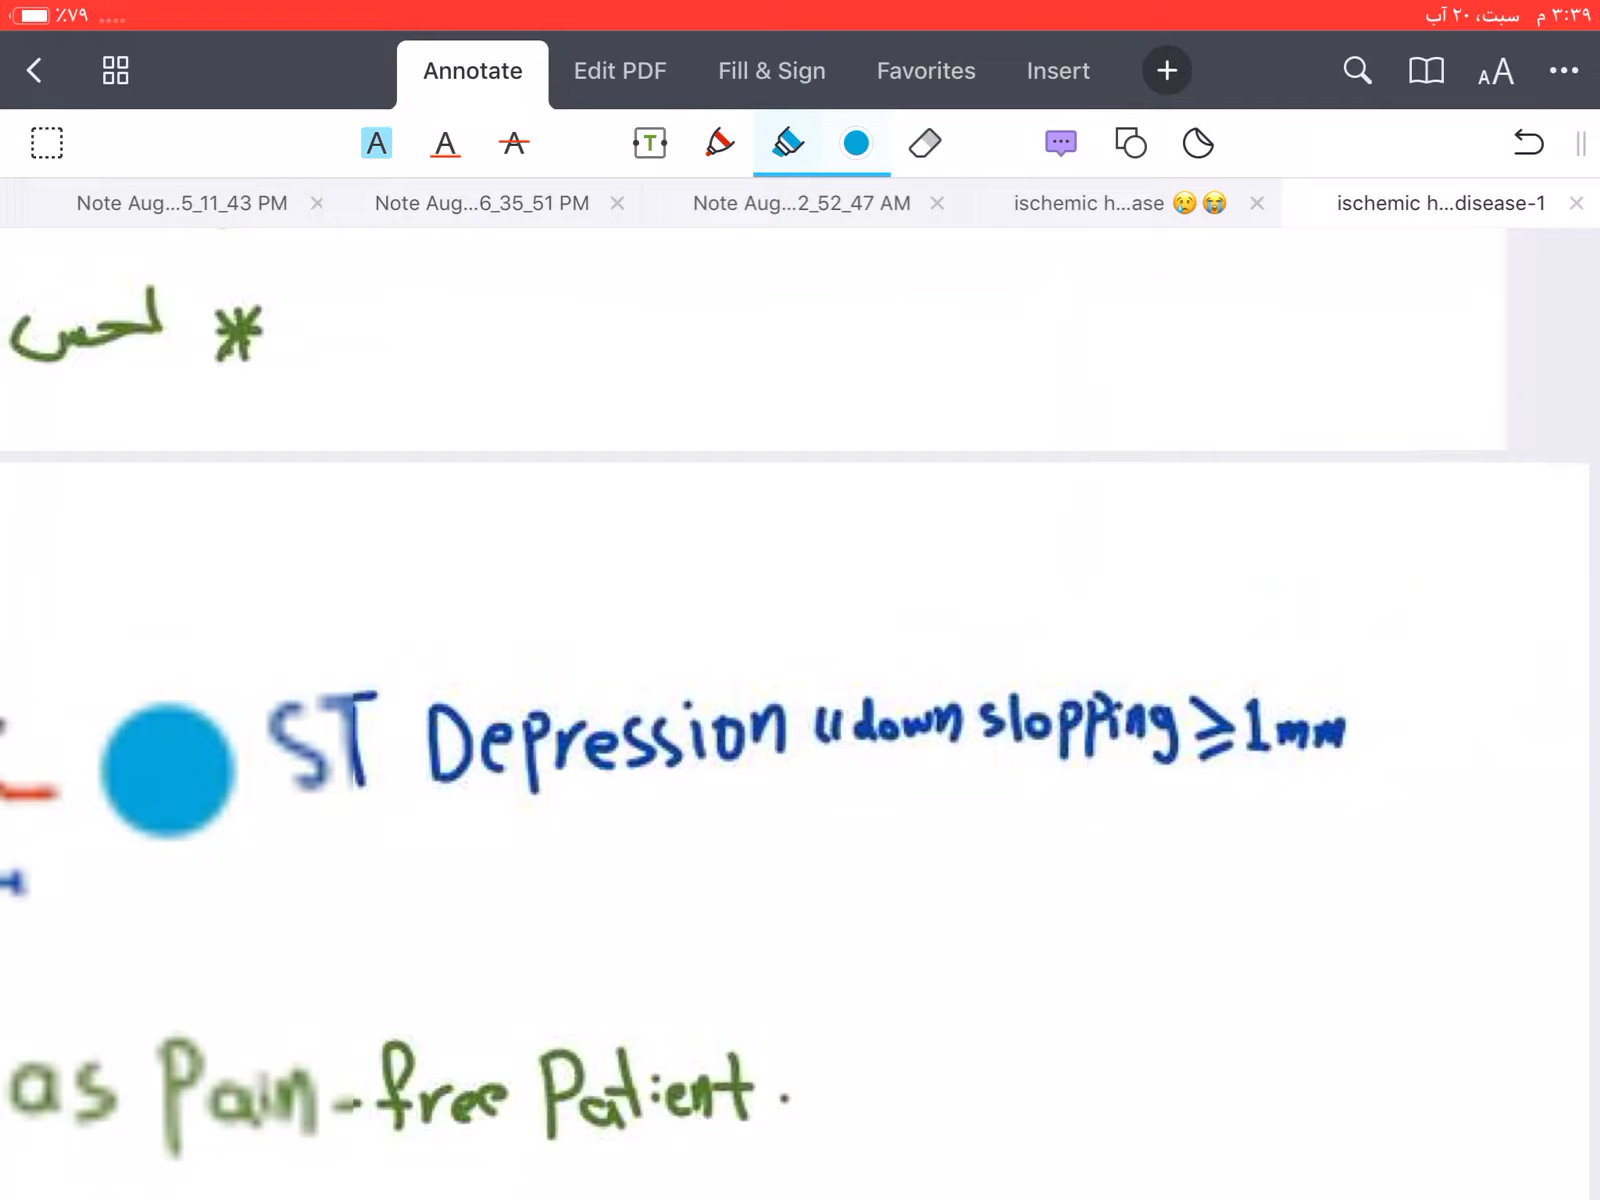 ٪٧٩
٣:٣٩ م سبت، ٢٠ آب
Annotate Edit PDF Fill & Sign Favorites Insert
A A A T AA
Note Aug...5_11_43 PM
Note Aug...6_35_51 PM
Note Aug...2_52_47 AM
ischemic h...ase 😢😭
ischemic h...disease-1
* لحس
ST Depression "down slopping ≥ 1mm
as Pain-free Patient.